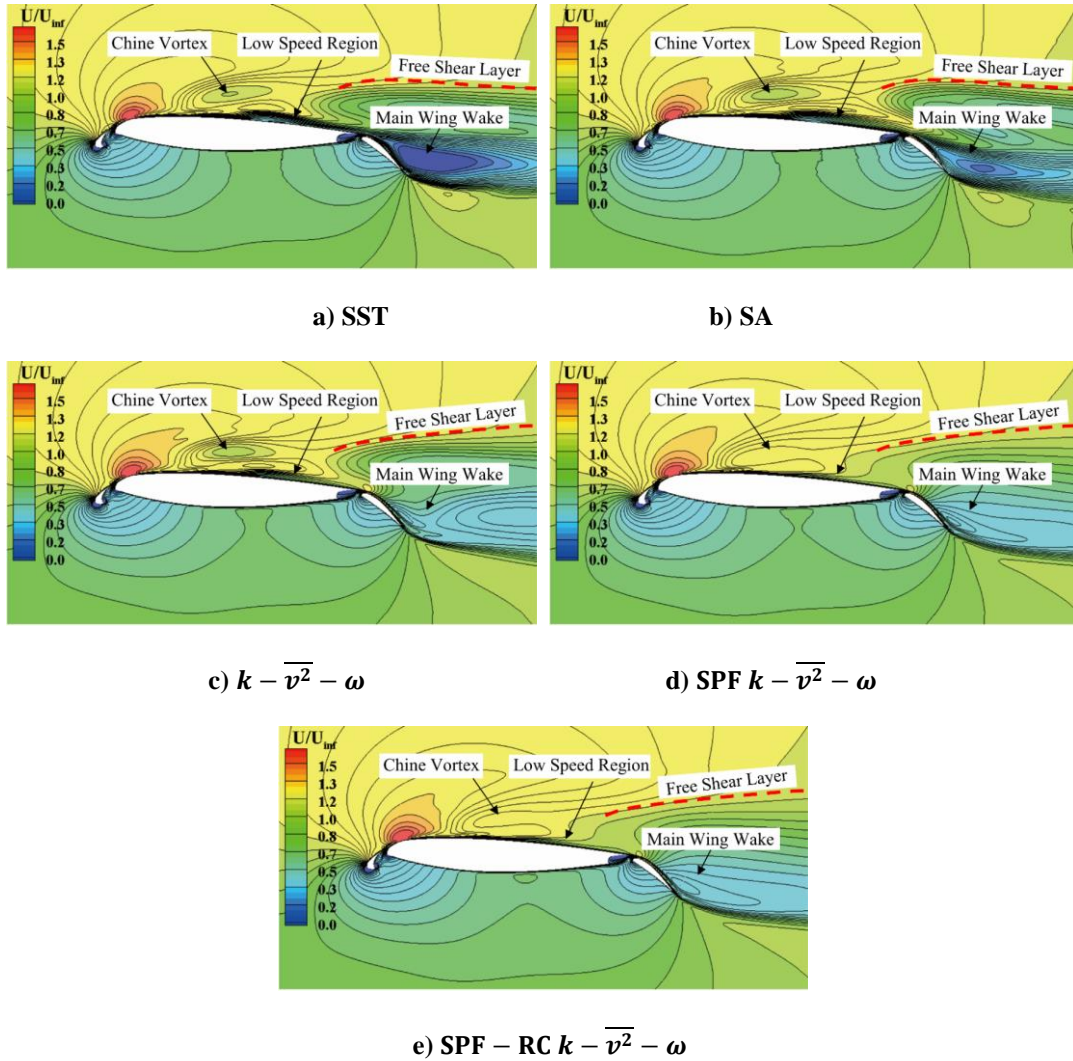 U/U_inf
1.5
1.3
1.2
1.0
0.8
0.7
0.5
0.3
0.2
0.0
Chine Vortex
Low Speed Region
Free Shear Layer
Main Wing Wake
U/U_inf
1.5
1.3
1.2
1.0
0.8
0.7
0.5
0.3
0.2
0.0
Chine Vortex
Low Speed Region
Free Shear Layer
Main Wing Wake
a) SST
b) SA
U/U_inf
1.5
1.3
1.2
1.0
0.8
0.7
0.5
0.3
0.2
0.0
Chine Vortex
Low Speed Region
Free Shear Layer
Main Wing Wake
U/U_inf
1.5
1.3
1.2
1.0
0.8
0.7
0.5
0.3
0.2
0.0
Chine Vortex
Low Speed Region
Free Shear Layer
Main Wing Wake
c) k − v̅² − ω
d) SPF k − v̅² − ω
U/U_inf
1.5
1.3
1.2
1.0
0.8
0.7
0.5
0.3
0.2
0.0
Chine Vortex
Low Speed Region
Free Shear Layer
Main Wing Wake
e) SPF − RC k − v̅² − ω